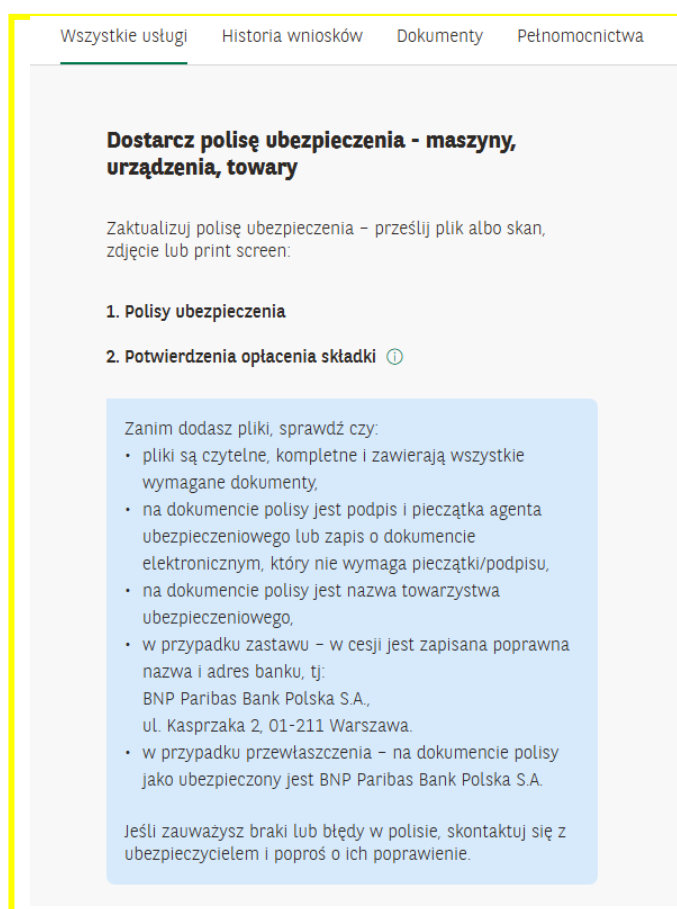 Wszystkie usługi Historia wniosków Dokumenty Pełnomocnictwa
Dostarcz polisę ubezpieczenia - maszyny,
urządzenia, towary
Zaktualizuj polisę ubezpieczenia – prześlij plik albo skan,
zdjęcie lub print screen:
1. Polisy ubezpieczenia
2. Potwierdzenia opłacenia składki
Zanim dodasz pliki, sprawdź czy:
• pliki są czytelne, kompletne i zawierają wszystkie
wymagane dokumenty,
• na dokumencie polisy jest podpis i pieczątka agenta
ubezpieczeniowego lub zapis o dokumencie
elektronicznym, który nie wymaga pieczątki/podpisu,
• na dokumencie polisy jest nazwa towarzystwa
ubezpieczeniowego,
• w przypadku zastawu – w cesji jest zapisana poprawna
nazwa i adres banku, tj:
BNP Paribas Bank Polska S.A.,
ul. Kasprzaka 2, 01-211 Warszawa.
• w przypadku przewłaszczenia – na dokumencie polisy
jako ubezpieczony jest BNP Paribas Bank Polska S.A.
Jeśli zauważysz braki lub błędy w polisie, skontaktuj się z
ubezpieczycielem i poproś o ich poprawienie.